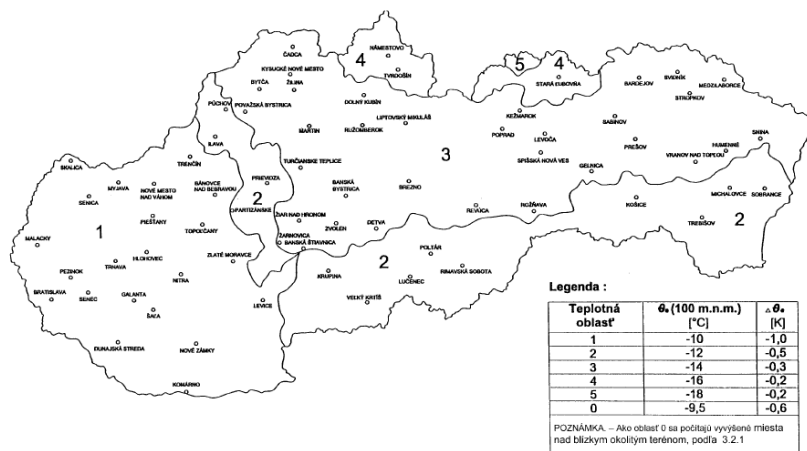 ČADCA
NÁMESTOVO
4
TVRDOŠÍN
KYSUCKÉ NOVÉ MESTO
BYTČA
ŽILINA
5
4
STARÁ ĽUBOVŇA
BARDEJOV
SVIDNÍK
STROPKOV
MEDZILABORCE
PÚCHOV
POVAŽSKÁ BYSTRICA
DOLNÝ KUBÍN
LIPTOVSKÝ MIKULÁŠ
MARTIN
RUŽOMBEROK
KEŽMAROK
POPRAD
LEVOČA
SABINOV
PREŠOV
SNINA
HUMENNÉ
VRANOV NAD TOPĽOU
ILAVA
3
SPIŠSKÁ NOVÁ VES
GELNICA
TRENČÍN
SKALICA
TURČIANSKE TEPLICE
PRIEVIDZA
2
BANSKÁ
BYSTRICA
BREZNO
MYJAVA
SENICA
NOVÉ MESTO
NAD VÁHOM
BÁNOVCE
NAD BEBRAVOU
PARTIZÁNSKE
PIEŠŤANY
TOPOĽČANY
1
ŽIAR NAD HRONOM
ZVOLEN
DETVA
REVÚCA
ROŽŇAVA
KOŠICE
MICHALOVCE
SOBRANCE
TREBIŠOV
2
ŽARNOVICA
BANSKÁ ŠTIAVNICA
MALACKY
HLOHOVEC
TRNAVA
ZLATÉ MORAVCE
PEZINOK
NITRA
BRATISLAVA
SENEC
GALANTA
ŠAĽA
LEVICE
KRUPINA
2
POLTÁR
LUČENEC
RIMAVSKÁ SOBOTA
VEĽKÝ KRTÍŠ
DUNAJSKÁ STREDA
NOVÉ ZÁMKY
KOMÁRNO
Legenda :
Teplotná oblasť θe (100 m.n.m.) [°C] △ θe [K]
1 -10 -1,0
2 -12 -0,5
3 -14 -0,3
4 -16 -0,2
5 -18 -0,2
0 -9,5 -0,6
POZNÁMKA. – Ako oblasť 0 sa počítajú vyvýšené miesta
nad blízkym okolitým terénom, podľa 3.2.1